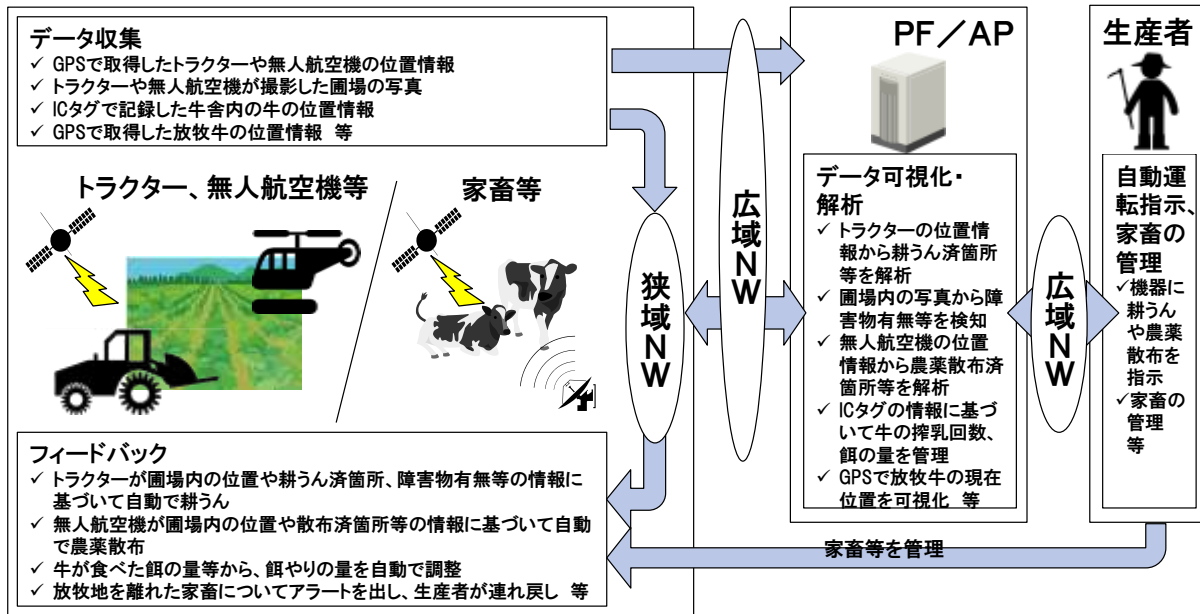 データ収集
✓ GPSで取得したトラクターや無人航空機の位置情報
✓ トラクターや無人航空機が撮影した圃場の写真
✓ ICタグで記録した牛舎内の牛の位置情報
✓ GPSで取得した放牧牛の位置情報 等
トラクター、無人航空機等
家畜等
狭域NW
広域NW
フィードバック
✓ トラクターが圃場内の位置や耕うん済箇所、障害物有無等の情報に
基づいて自動で耕うん
✓ 無人航空機が圃場内の位置や散布済箇所等の情報に基づいて自動
で農薬散布
✓ 牛が食べた餌の量等から、餌やりの量を自動で調整
✓ 放牧地を離れた家畜についてアラートを出し、生産者が連れ戻し 等
PF／AP
データ可視化・
解析
✓ トラクターの位置情
報から耕うん済箇所
等を解析
✓ 圃場内の写真から障
害物有無等を検知
✓ 無人航空機の位置
情報から農薬散布済
箇所等を解析
✓ ICタグの情報に基づ
いて牛の搾乳回数、
餌の量を管理
✓ GPSで放牧牛の現在
位置を可視化 等
広域NW
生産者
自動運
転指示、
家畜の
管理
✓機器に
耕うん
や農薬
散布を
指示
✓家畜の
管理
等
家畜等を管理